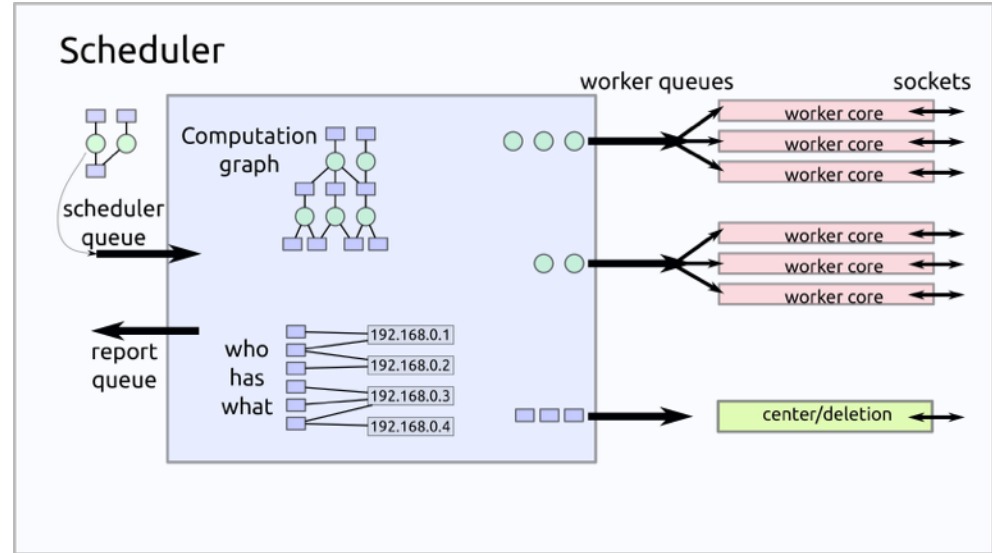 Scheduler
worker queues
sockets
Computation
graph
scheduler
queue
report
queue
who
has
what
192.168.0.1
192.168.0.2
192.168.0.3
192.168.0.4
worker core
worker core
worker core
worker core
worker core
worker core
center/deletion